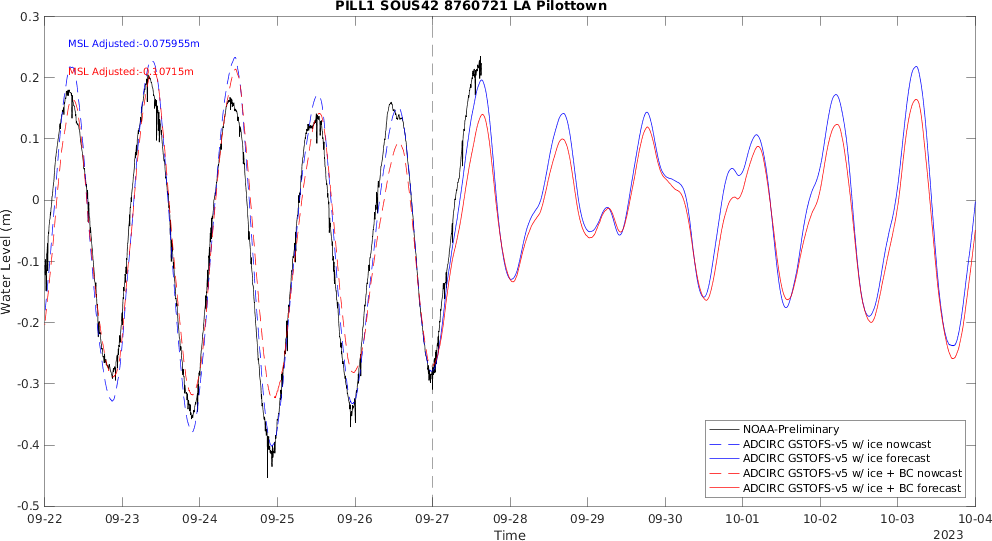 PILL1 SOUS42 8760721 LA Pilottown
0.3
0.2
0.1
0
-0.1
-0.2
-0.3
-0.4
-0.5
Water Level (m)
MSL Adjusted:-0.075955m
MSL Adjusted:-0.10715m
NOAA-Preliminary
ADCIRC GSTOFS-v5 w/ ice nowcast
ADCIRC GSTOFS-v5 w/ ice forecast
ADCIRC GSTOFS-v5 w/ ice + BC nowcast
ADCIRC GSTOFS-v5 w/ ice + BC forecast
09-22 09-23 09-24 09-25 09-26 09-27 09-28 09-29 09-30 10-01 10-02 10-03 10-04
Time
2023